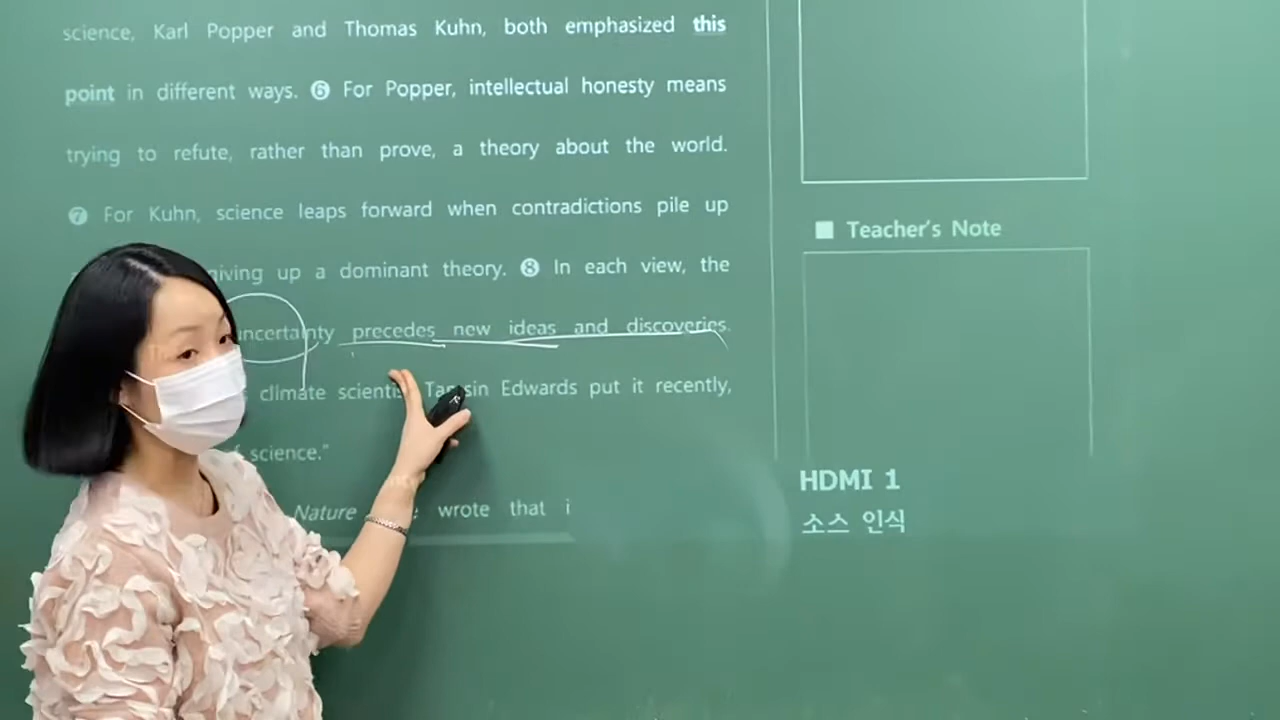 science, Karl Popper and Thomas Kuhn, both emphasized this
point in different ways. ❻ For Popper, intellectual honesty means
trying to refute, rather than prove, a theory about the world.
❼ For Kuhn, science leaps forward when contradictions pile up
up a dominant theory. ❽ In each view, the
uncertainty precedes new ideas and discoveries.
climate scientist Tamsin Edwards put it recently,
science.”
Nature wrote that i
■ Teacher's Note
HDMI 1
소스 인식